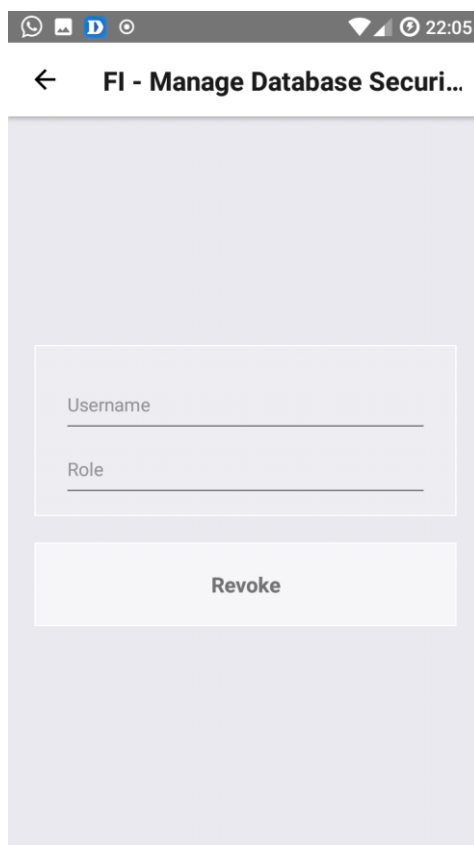 D 22:05
FI - Manage Database Securi...
Username
Role
Revoke